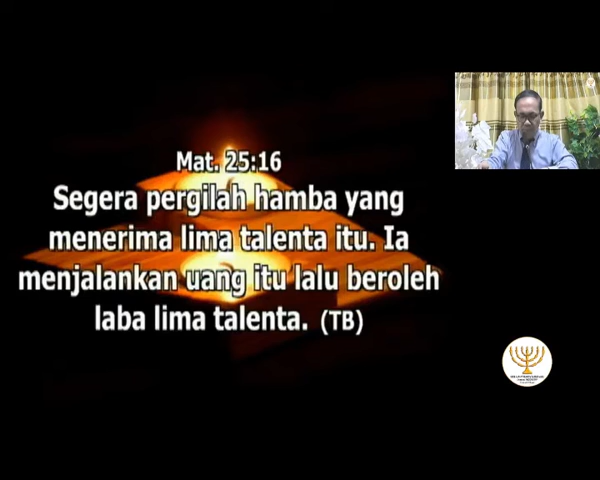 Mat. 25:16
Segera pergilah hamba yang
menerima lima talenta itu. Ia
menjalankan uang itu lalu beroleh
laba lima talenta. (TB)